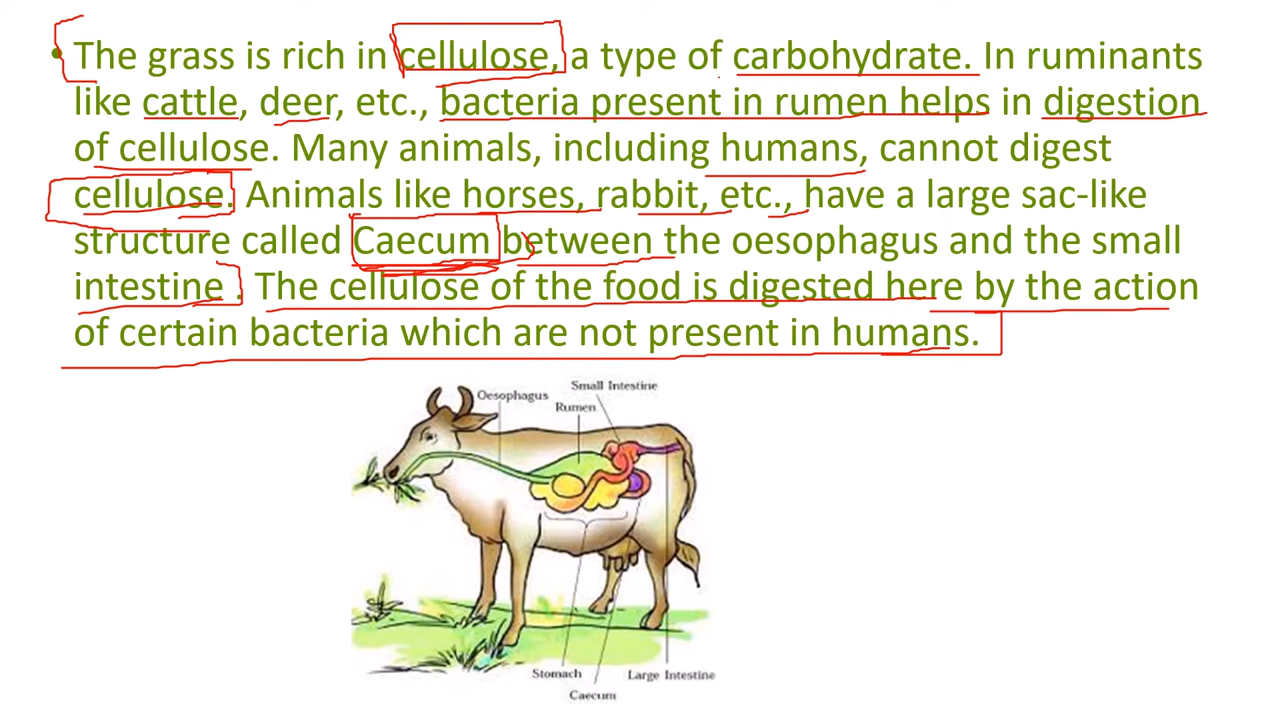 • The grass is rich in cellulose, a type of carbohydrate. In ruminants
like cattle, deer, etc., bacteria present in rumen helps in digestion
of cellulose. Many animals, including humans, cannot digest
cellulose. Animals like horses, rabbit, etc., have a large sac-like
structure called Caecum between the oesophagus and the small
intestine . The cellulose of the food is digested here by the action
of certain bacteria which are not present in humans.
Small Intestine
Oesophagus
Rumen
Stomach
Large Intestine
Caecum